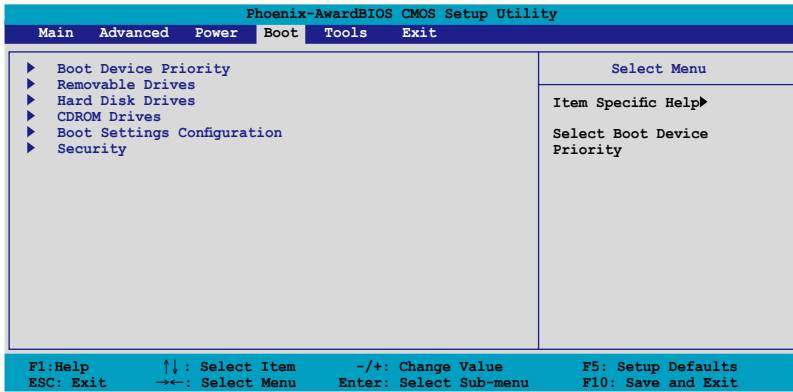 Phoenix-AwardBIOS CMOS Setup Utility
Main Advanced Power Boot Tools Exit
Boot Device Priority
Removable Drives
Hard Disk Drives
CDROM Drives
Boot Settings Configuration
Security
Select Menu
Item Specific Help
Select Boot Device
Priority
F1:Help ↑↓: Select Item -/+: Change Value F5: Setup Defaults
ESC: Exit →←: Select Menu Enter: Select Sub-menu F10: Save and Exit